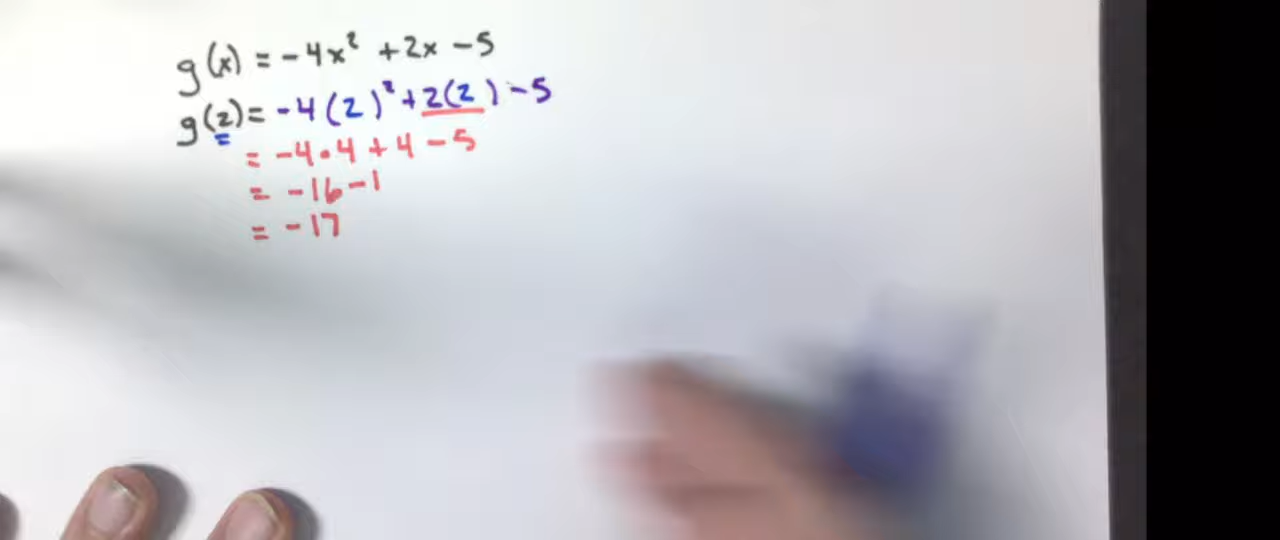 g(x) = -4x² +2x -5
g(2) = -4(2)² + 2(2) - 5
= -4·4 + 4 - 5
= -16 - 1
= -17